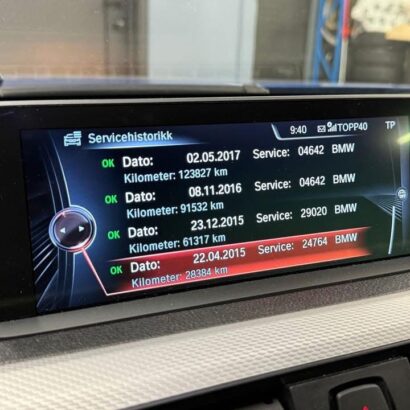 Servicehistorikk 9:40 TOPP40 TP
OK Dato: 02.05.2017 Service: 04642 BMW
Kilometer: 123827 km
OK Dato: 08.11.2016 Service: 04642 BMW
Kilometer: 91532 km
OK Dato: 23.12.2015 Service: 29020 BMW
Kilometer: 61317 km
OK Dato: 22.04.2015 Service: 24764 BMW
Kilometer: 28384 km